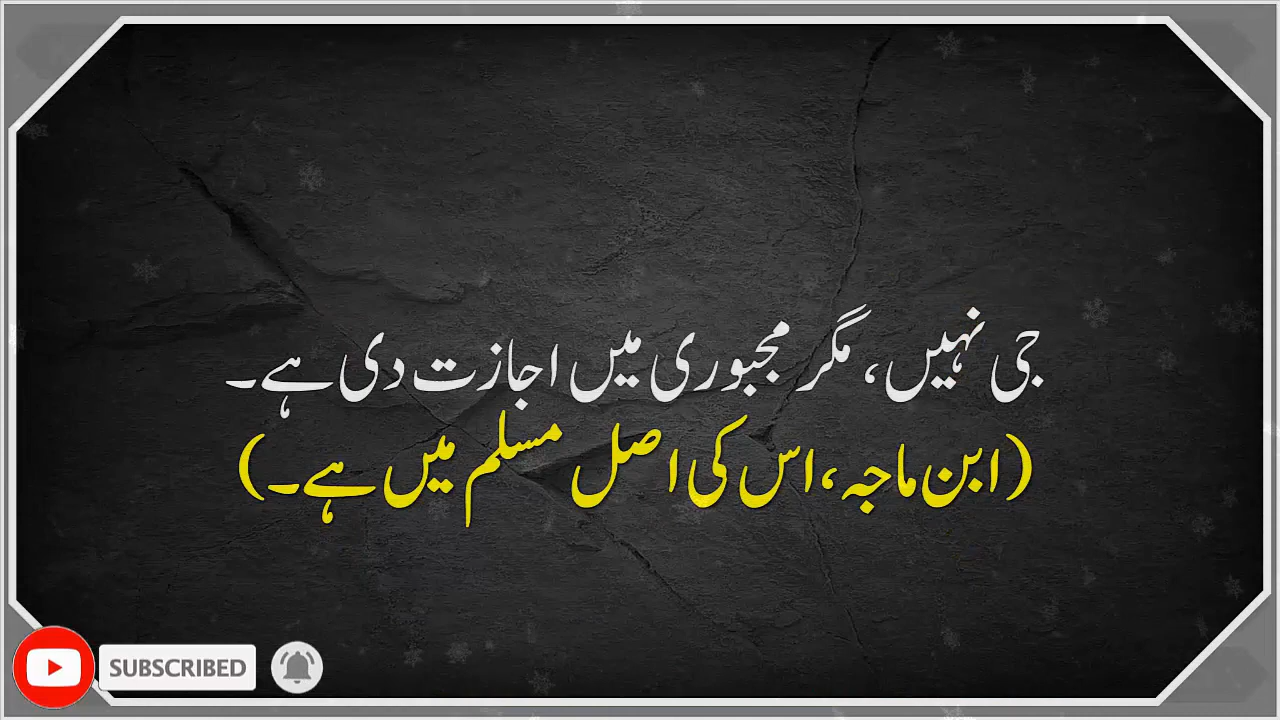 جی نہیں، مگر مجبوری میں اجازت دی ہے۔
(ابن ماجہ، اس کی اصل مسلم میں ہے۔)
SUBSCRIBED